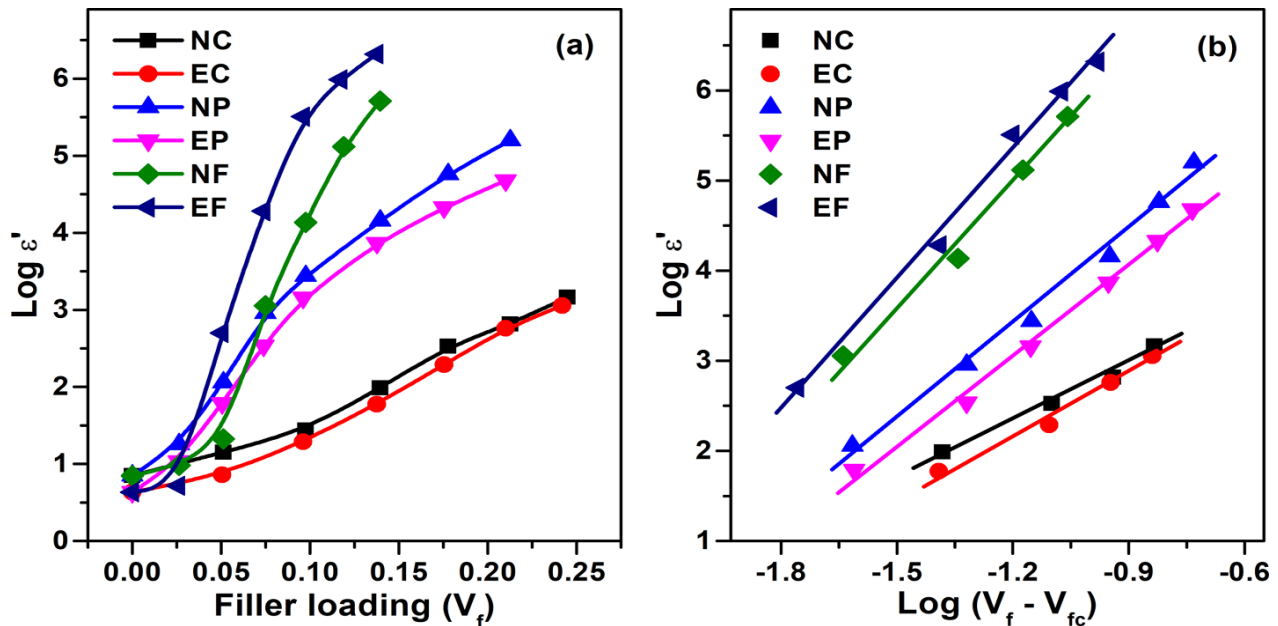 (a)
NC
EC
NP
EP
NF
EF
Log ε'
6
5
4
3
2
1
0
0.00 0.05 0.10 0.15 0.20 0.25
Filler loading (Vf)
(b)
NC
EC
NP
EP
NF
EF
Log ε'
6
5
4
3
2
1
-1.8 -1.5 -1.2 -0.9 -0.6
Log (Vf - Vfc)